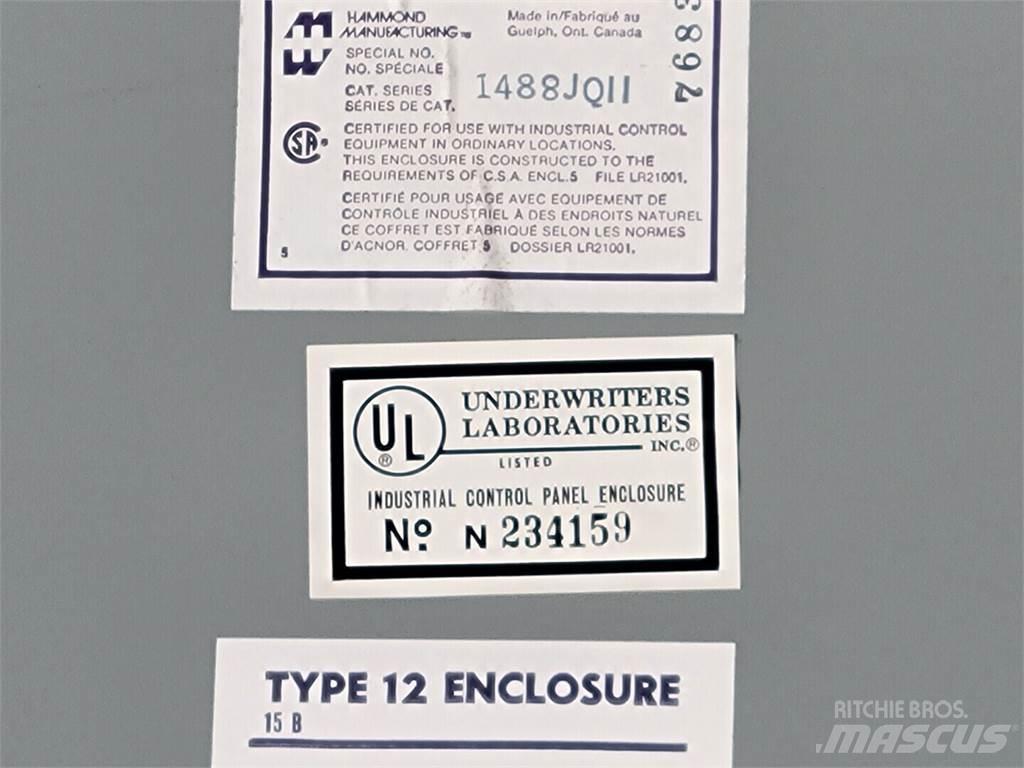 HAMMOND
MANUFACTURING™
Made in/Fabriqué au
Guelph, Ont. Canada
SPECIAL NO.
NO. SPÉCIALE
CAT. SERIES
SÉRIES DE CAT.
1488JQ11
CERTIFIED FOR USE WITH INDUSTRIAL CONTROL
EQUIPMENT IN ORDINARY LOCATIONS.
THIS ENCLOSURE IS CONSTRUCTED TO THE
REQUIREMENTS OF C.S.A. ENCL.5 FILE LR21001.
CERTIFIÉ POUR USAGE AVEC EQUIPEMENT DE
CONTRÔLE INDUSTRIEL À DES ENDROITS NATUREL
CE COFFRET EST FABRIQUÉ SELON LES NORMES
D'ACNOR. COFFRET 5 DOSSIER LR21001.
5
UL®
UNDERWRITERS
LABORATORIES
INC.®
LISTED
INDUSTRIAL CONTROL PANEL ENCLOSURE
Nº. N 234159
TYPE 12 ENCLOSURE
15 B
RITCHIE BROS.
MASCUS